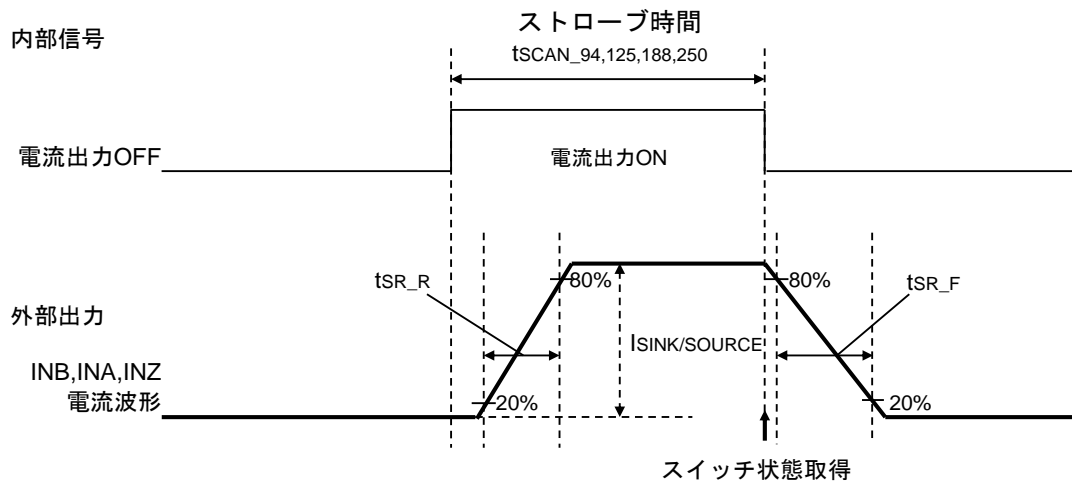 ストローブ時間
内部信号
tSCAN_94,125,188,250
電流出力OFF
電流出力ON
tSR_R
80%
80%
tSR_F
外部出力
ISINK/SOURCE
INB,INA,INZ
電流波形
20%
20%
スイッチ状態取得